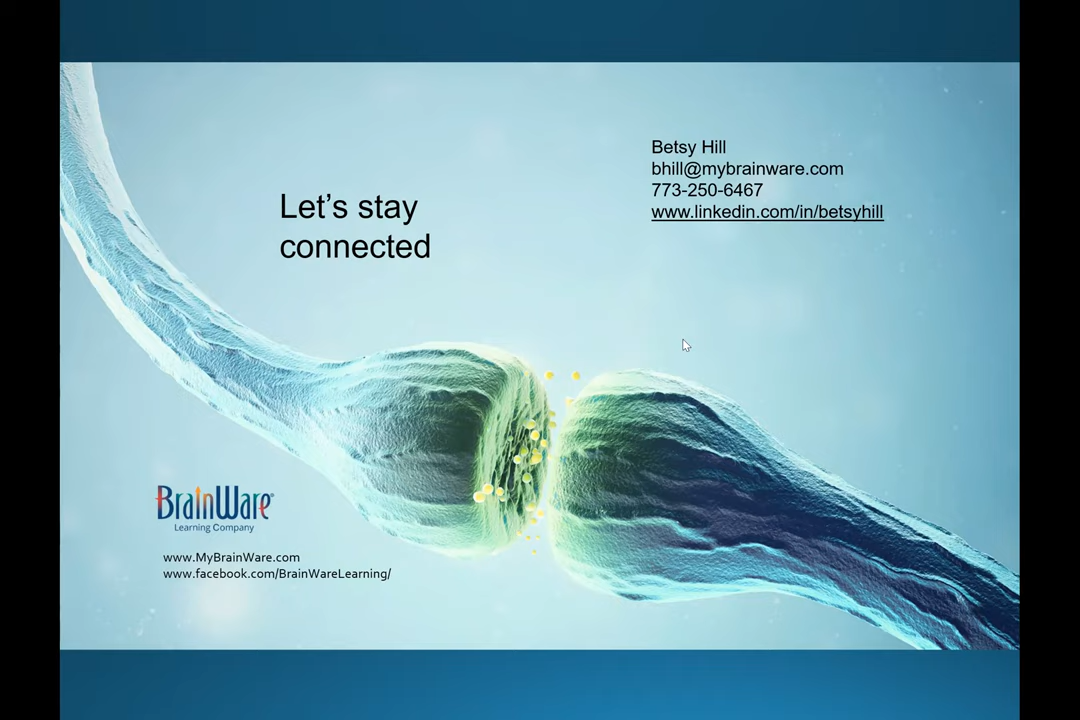 Let’s stay
connected
Betsy Hill
bhill@mybrainware.com
773-250-6467
www.linkedin.com/in/betsyhill
BrainWare®
Learning Company
www.MyBrainWare.com
www.facebook.com/BrainWareLearning/